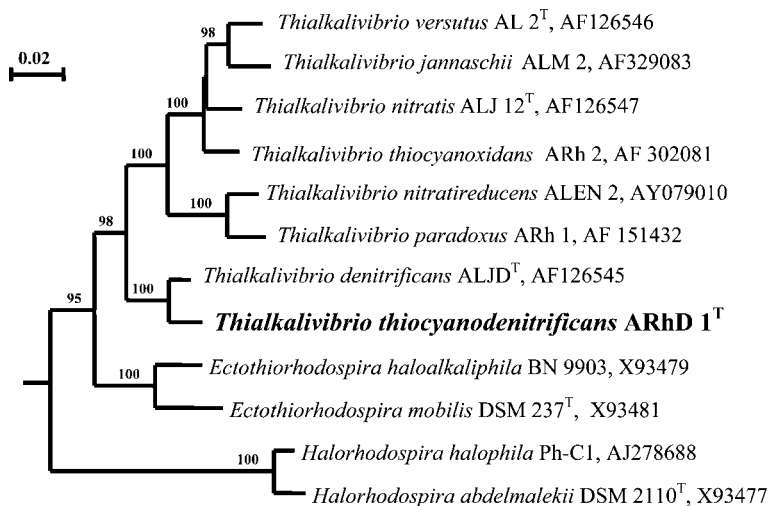 Thialkalivibrio versutus AL 2T, AF126546
98
0.02
Thialkalivibrio jannaschii ALM 2, AF329083
100
Thialkalivibrio nitratis ALJ 12T, AF126547
100
Thialkalivibrio thiocyanoxidans ARh 2, AF 302081
100
Thialkalivibrio nitratireducens ALEN 2, AY079010
98
Thialkalivibrio paradoxus ARh 1, AF 151432
Thialkalivibrio denitrificans ALJDT, AF126545
100
95
Thialkalivibrio thiocyanodenitrificans ARhD 1T
Ectothiorhodospira haloalkaliphila BN 9903, X93479
100
Ectothiorhodospira mobilis DSM 237T, X93481
Halorhodospira halophila Ph-C1, AJ278688
100
Halorhodospira abdelmalekii DSM 2110T, X93477